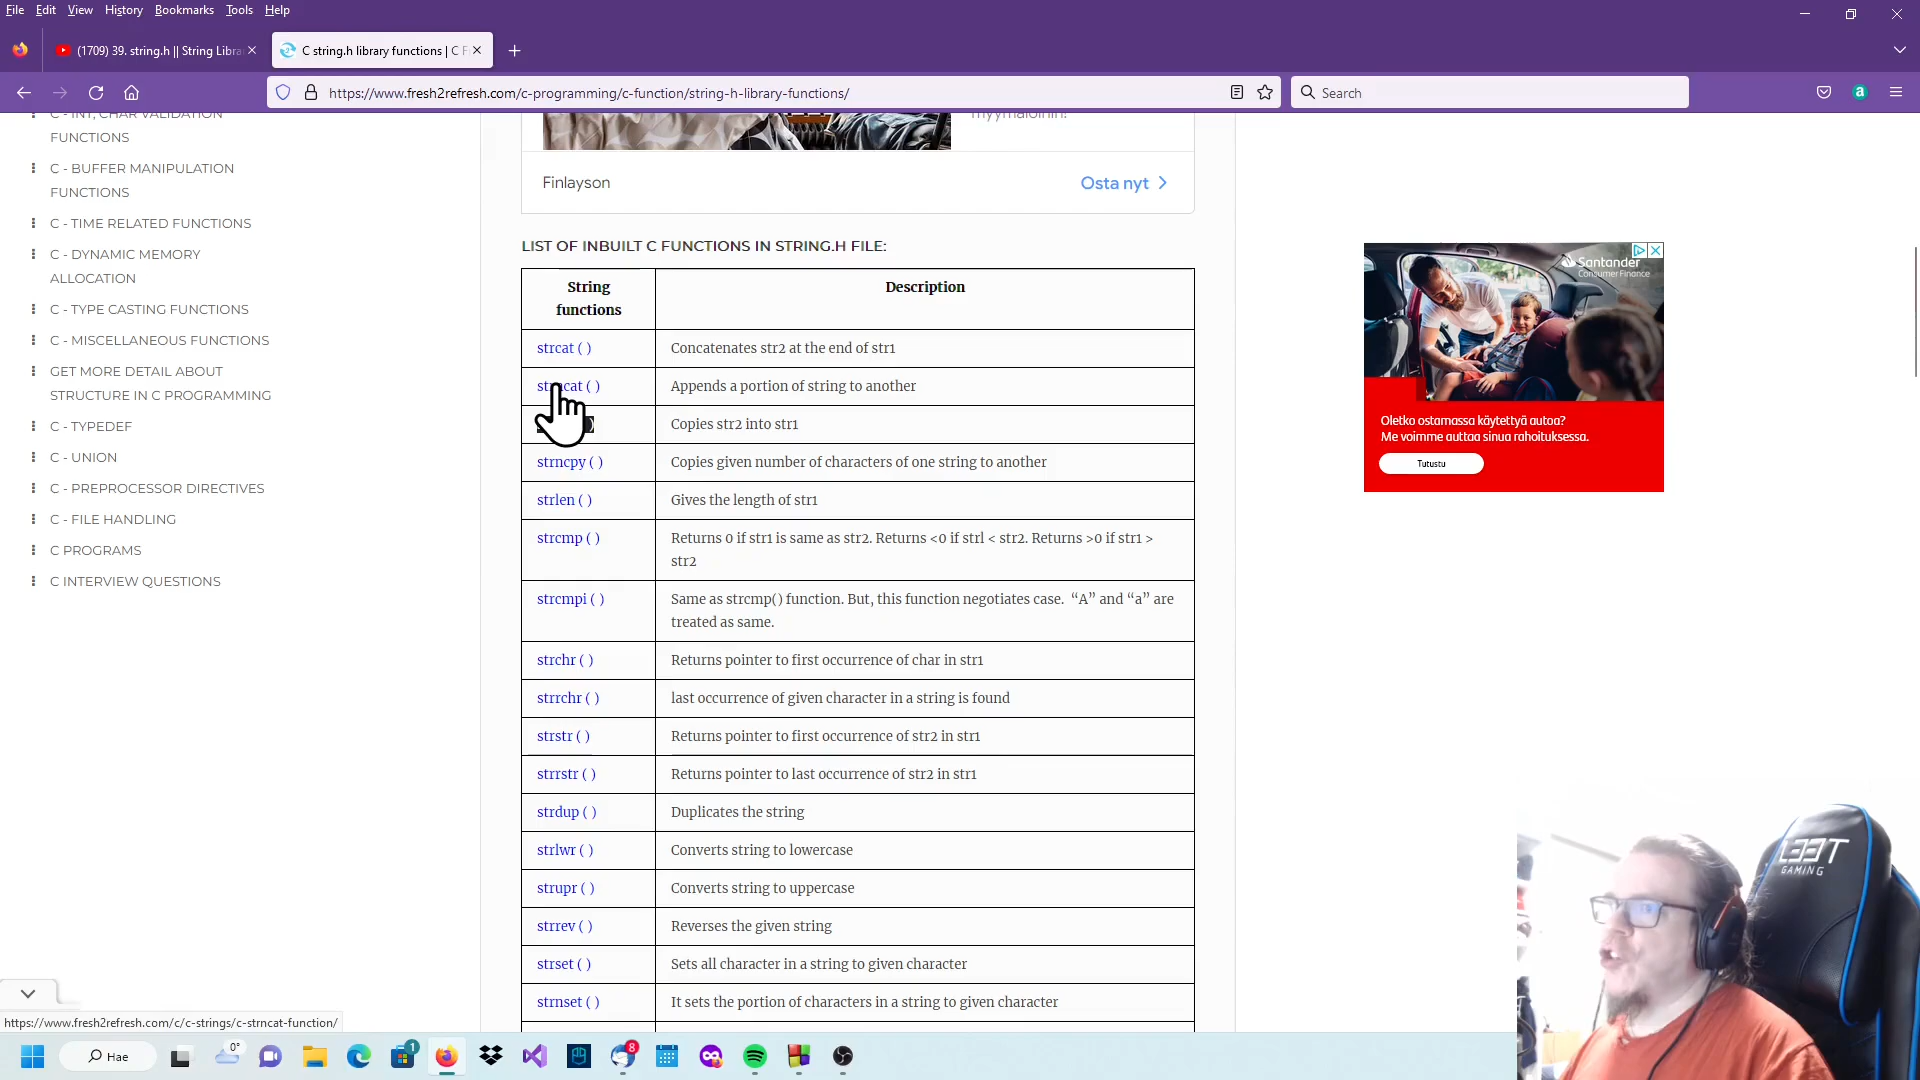 File Edit View History Bookmarks Tools Help
(1709) 39. string.h || String Libra
C string.h library functions | C F
https://www.fresh2refresh.com/c-programming/c-function/string-h-library-functions/
Search
C - INT, CHAR VALIDATION
FUNCTIONS
C - BUFFER MANIPULATION
FUNCTIONS
C - TIME RELATED FUNCTIONS
C - DYNAMIC MEMORY
ALLOCATION
C - TYPE CASTING FUNCTIONS
C - MISCELLANEOUS FUNCTIONS
GET MORE DETAIL ABOUT
STRUCTURE IN C PROGRAMMING
C - TYPEDEF
C - UNION
C - PREPROCESSOR DIRECTIVES
C - FILE HANDLING
C PROGRAMS
C INTERVIEW QUESTIONS
myymälöihin!
Finlayson
Osta nyt
LIST OF INBUILT C FUNCTIONS IN STRING.H FILE:
String
functions
Description
strcat ( )
Concatenates str2 at the end of str1
strncat ( )
Appends a portion of string to another
Copies str2 into str1
strncpy ( )
Copies given number of characters of one string to another
strlen ( )
Gives the length of str1
strcmp ( )
Returns 0 if str1 is same as str2. Returns <0 if strl < str2. Returns >0 if str1 >
str2
strcmpi ( )
Same as strcmp() function. But, this function negotiates case. “A” and “a” are
treated as same.
strchr ( )
Returns pointer to first occurrence of char in str1
strrchr ( )
last occurrence of given character in a string is found
strstr ( )
Returns pointer to first occurrence of str2 in str1
strrstr ( )
Returns pointer to last occurrence of str2 in str1
strdup ( )
Duplicates the string
strlwr ( )
Converts string to lowercase
strupr ( )
Converts string to uppercase
strrev ( )
Reverses the given string
strset ( )
Sets all character in a string to given character
strnset ( )
It sets the portion of characters in a string to given character
Santander
Consumer Finance
Oletko ostamassa käytettyä autoa?
Me voimme auttaa sinua rahoituksessa.
Tutustu
L33T
GAMING
https://www.fresh2refresh.com/c/c-strings/c-strncat-function/
Hae
0°
1
8